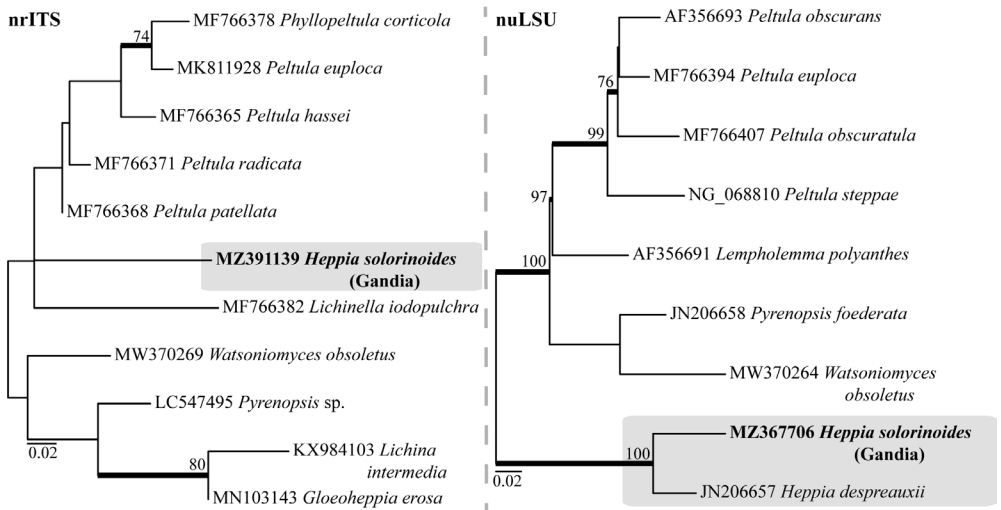 nrITS
MF766378 Phyllopeltula corticola
74
MK811928 Peltula euploca
MF766365 Peltula hassei
MF766371 Peltula radicata
MF766368 Peltula patellata
MZ391139 Heppia solorinoides
(Gandia)
MF766382 Lichinella iodopulchra
MW370269 Watsoniomyces obsoletus
LC547495 Pyrenopsis sp.
0.02
KX984103 Lichina
intermedia
80
MN103143 Gloeoheppia erosa
nuLSU
AF356693 Peltula obscurans
MF766394 Peltula euploca
76
MF766407 Peltula obscuratula
99
NG_068810 Peltula steppae
97
AF356691 Lempholemma polyanthes
100
JN206658 Pyrenopsis foederata
MW370264 Watsoniomyces
obsoletus
MZ367706 Heppia solorinoides
(Gandia)
100
0.02
JN206657 Heppia despreauxii